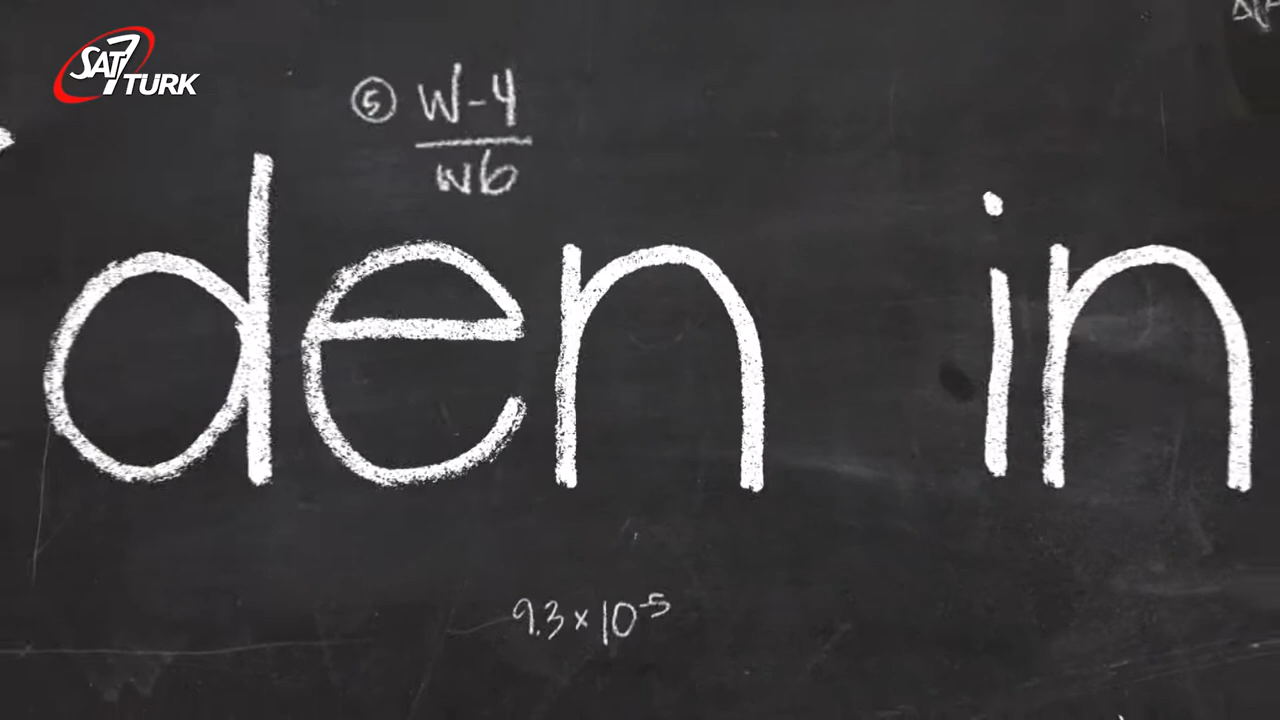 SAT7 TURK
⑤ W-4
w6
den in
9.3 × 10⁻⁵